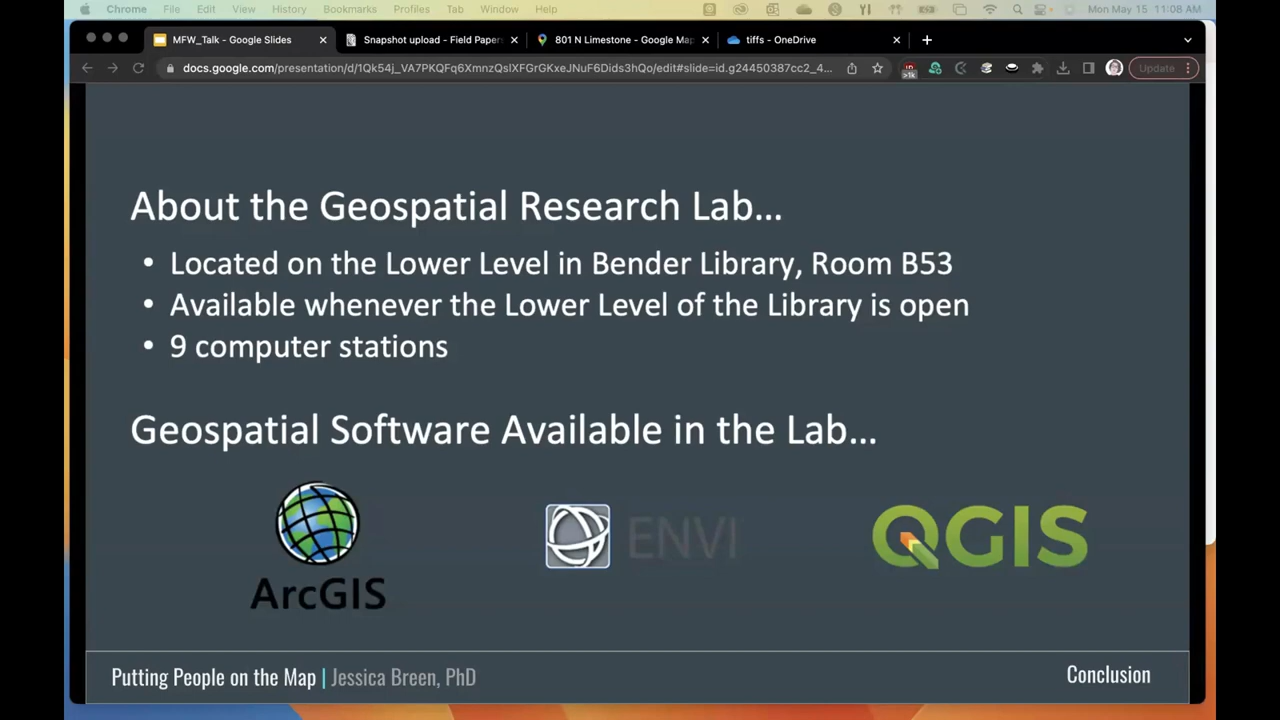 Chrome File Edit View History Bookmarks Profiles Tab Window Help Mon May 15 11:08 AM
MFW_Talk - Google Slides Snapshot upload - Field Papers 801 N Limestone - Google Map tiffs - OneDrive
docs.google.com/presentation/d/1Qk54j_VA7PKQFq6XmnzQslXFGrGKxeJNuF6Dids3hQo/edit#slide=id.g24450387cc2_4... >1k Update
About the Geospatial Research Lab...
• Located on the Lower Level in Bender Library, Room B53
• Available whenever the Lower Level of the Library is open
• 9 computer stations
Geospatial Software Available in the Lab...
ENVI
QGIS
ArcGIS
Putting People on the Map | Jessica Breen, PhD Conclusion